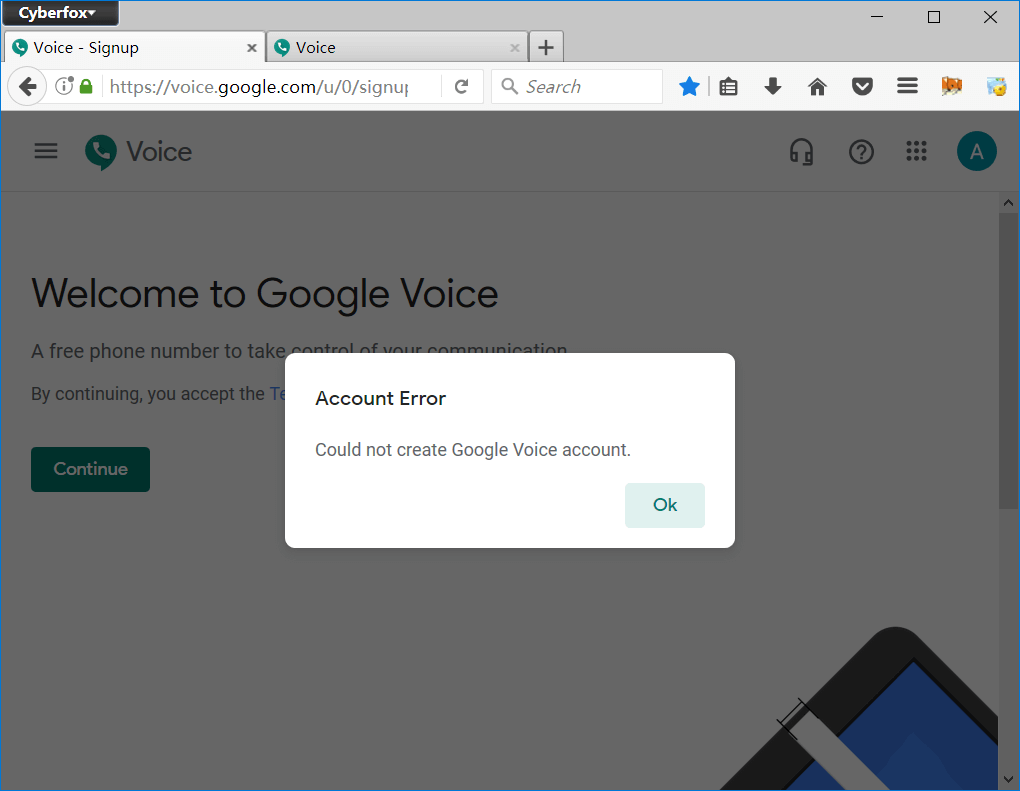 Cyberfox
Voice - Signup
Voice
https://voice.google.com/u/0/signup
Search
Voice
A
Welcome to Google Voice
A free phone number to take control of your communication
By continuing, you accept the
Account Error
Could not create Google Voice account.
Continue
Ok